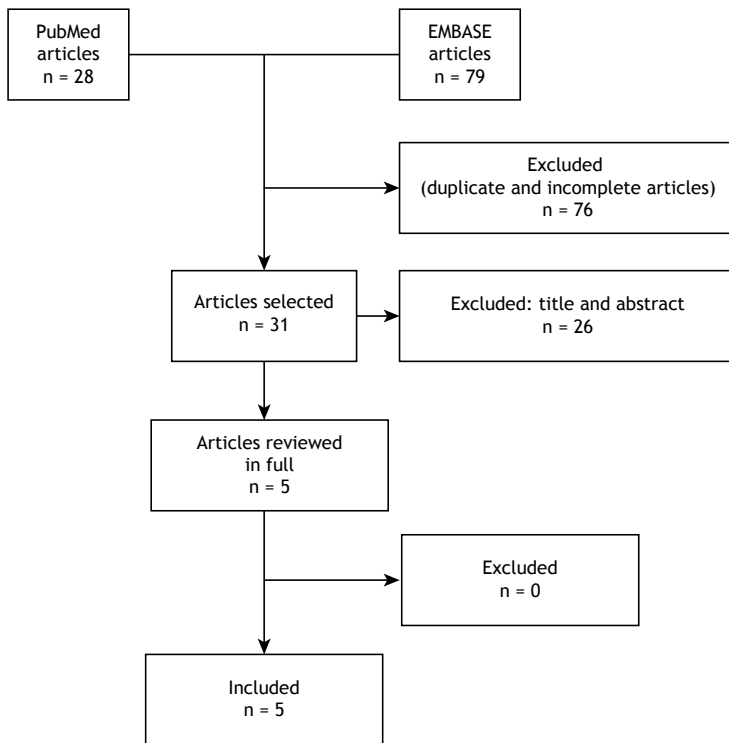 PubMed
articles
n = 28
EMBASE
articles
n = 79
Excluded
(duplicate and incomplete articles)
n = 76
Articles selected
n = 31
Excluded: title and abstract
n = 26
Articles reviewed
in full
n = 5
Excluded
n = 0
Included
n = 5